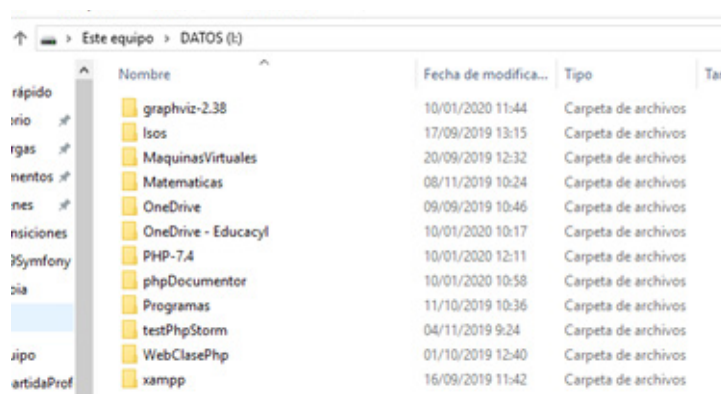 Este equipo > DATOS (I:)
Nombre Fecha de modifica... Tipo Ta
rápido
graphviz-2.38 10/01/2020 11:44 Carpeta de archivos
rio Isos 17/09/2019 13:15 Carpeta de archivos
rgas MaquinasVirtuales 20/09/2019 12:32 Carpeta de archivos
mentos Matematicas 08/11/2019 10:24 Carpeta de archivos
nes OneDrive 09/09/2019 10:46 Carpeta de archivos
nsiciones OneDrive - Educacyl 10/01/2020 10:17 Carpeta de archivos
Symfony PHP-7.4 10/01/2020 12:11 Carpeta de archivos
phpDocumentor 10/01/2020 10:58 Carpeta de archivos
Programas 11/10/2019 10:36 Carpeta de archivos
testPhpStorm 04/11/2019 9:24 Carpeta de archivos
uipo WebClasePhp 01/10/2019 12:40 Carpeta de archivos
artidaProf xampp 16/09/2019 11:42 Carpeta de archivos